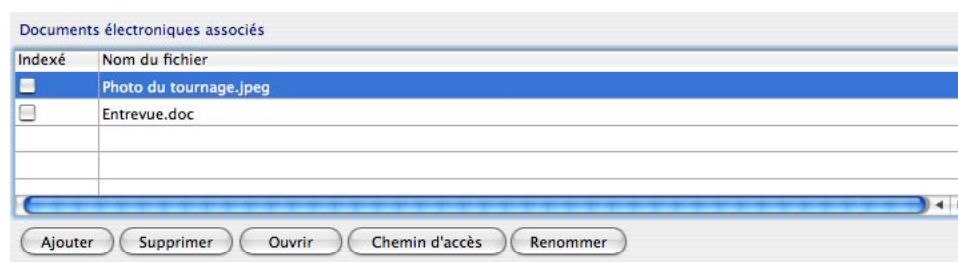 Documents électroniques associés
Indexé Nom du fichier
Photo du tournage.jpeg
Entrevue.doc
Ajouter Supprimer Ouvrir Chemin d'accès Renommer